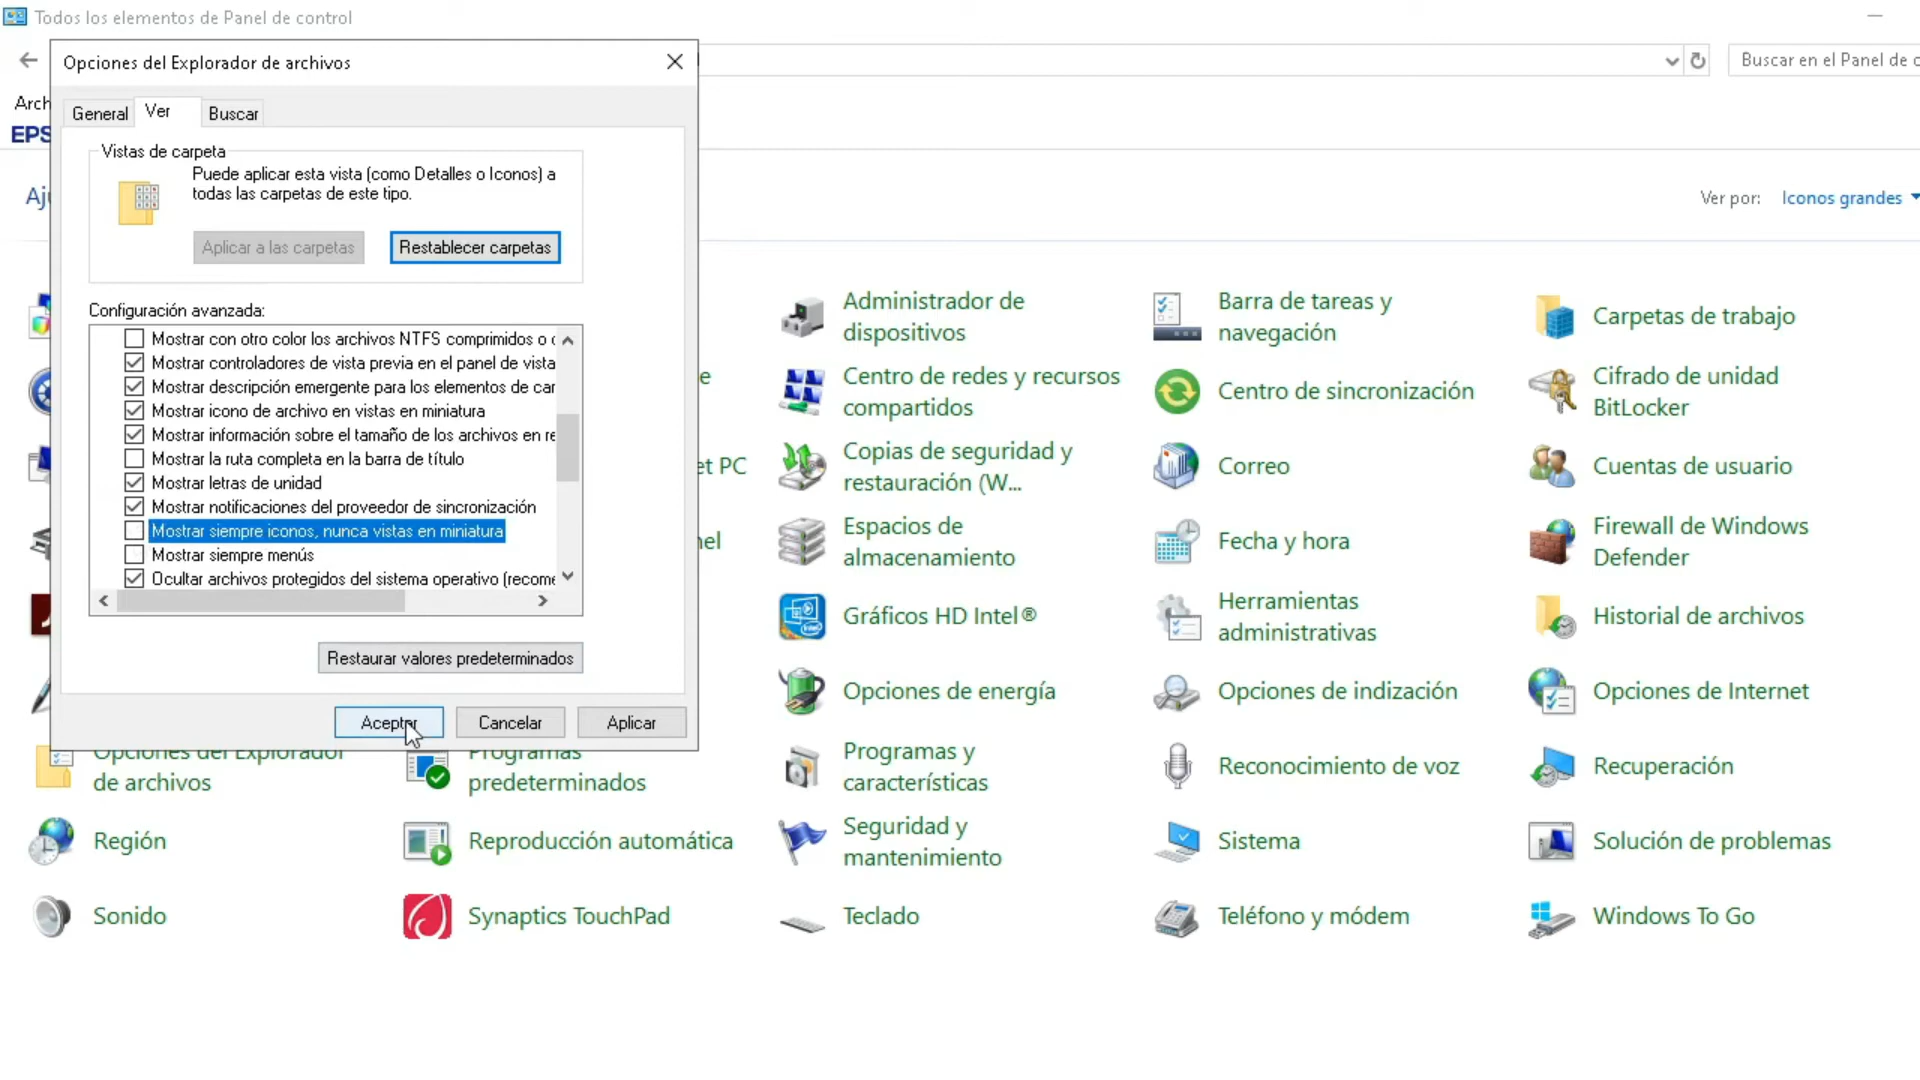 Todos los elementos de Panel de control
Opciones del Explorador de archivos
Buscar en el Panel de c
Arch
General
Ver
Buscar
EPS
Vistas de carpeta
Puede aplicar esta vista (como Detalles o Iconos) a
todas las carpetas de este tipo.
Aju
Ver por:
Iconos grandes
Aplicar a las carpetas
Restablecer carpetas
Configuración avanzada:
Mostrar con otro color los archivos NTFS comprimidos o c
Mostrar controladores de vista previa en el panel de vista
Mostrar descripción emergente para los elementos de car
Mostrar icono de archivo en vistas en miniatura
Mostrar información sobre el tamaño de los archivos en re
Mostrar la ruta completa en la barra de título
Mostrar letras de unidad
Mostrar notificaciones del proveedor de sincronización
Mostrar siempre iconos, nunca vistas en miniatura
Mostrar siempre menús
Ocultar archivos protegidos del sistema operativo (recome
Restaurar valores predeterminados
Aceptar
Cancelar
Aplicar
Administrador de
dispositivos
Barra de tareas y
navegación
Carpetas de trabajo
e
Centro de redes y recursos
compartidos
Centro de sincronización
Cifrado de unidad
BitLocker
et PC
Copias de seguridad y
restauración (W...
Correo
Cuentas de usuario
nel
Espacios de
almacenamiento
Fecha y hora
Firewall de Windows
Defender
Gráficos HD Intel®
Herramientas
administrativas
Historial de archivos
Opciones de energía
Opciones de indización
Opciones de Internet
Opciones del Explorador
de archivos
Programas
predeterminados
Programas y
características
Reconocimiento de voz
Recuperación
Región
Reproducción automática
Seguridad y
mantenimiento
Sistema
Solución de problemas
Sonido
Synaptics TouchPad
Teclado
Teléfono y módem
Windows To Go